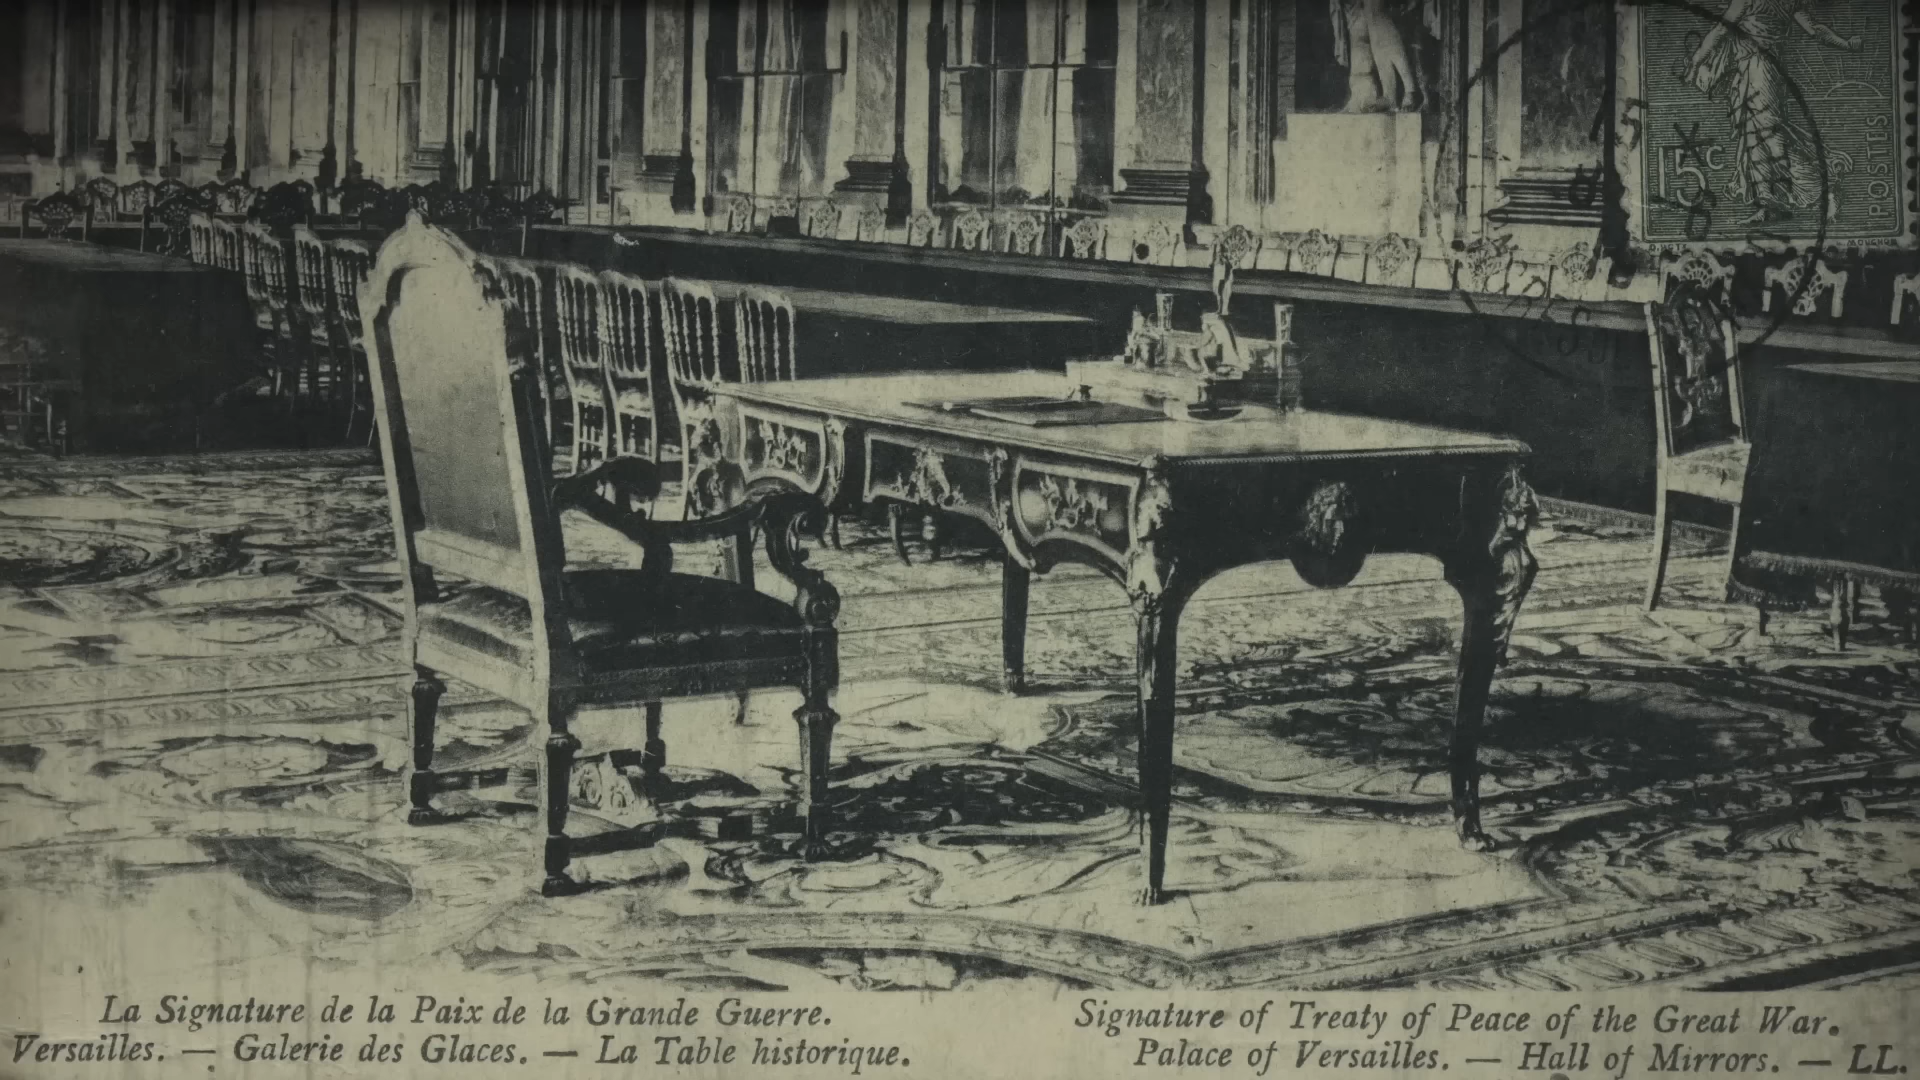 15c
POSTES
La Signature de la Paix de la Grande Guerre.
Versailles. — Galerie des Glaces. — La Table historique.
Signature of Treaty of Peace of the Great War.
Palace of Versailles. — Hall of Mirrors. — LL.